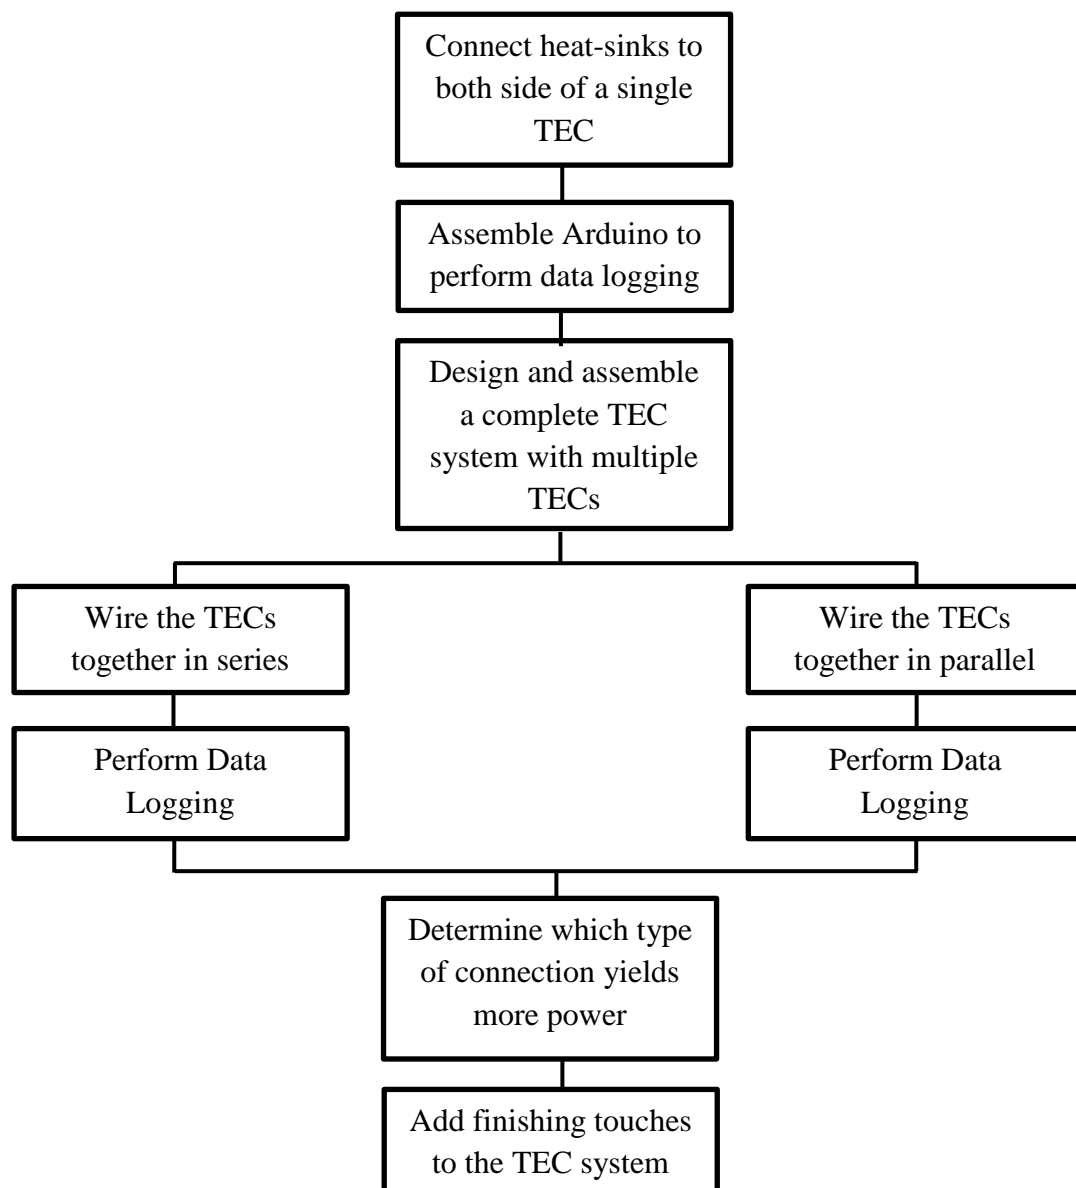 Connect heat-sinks to
both side of a single
TEC
Assemble Arduino to
perform data logging
Design and assemble
a complete TEC
system with multiple
TECs
Wire the TECs
together in series
Wire the TECs
together in parallel
Perform Data
Logging
Perform Data
Logging
Determine which type
of connection yields
more power
Add finishing touches
to the TEC system